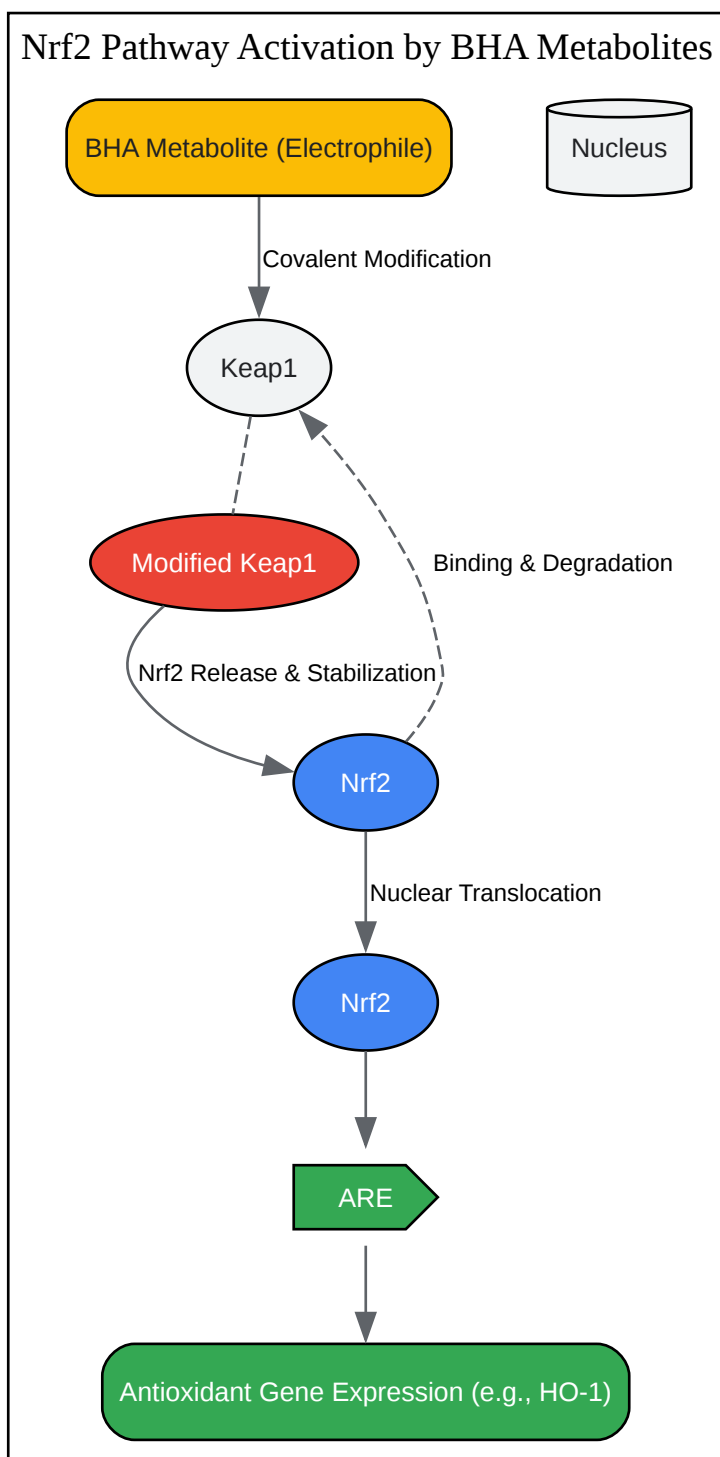 Nrf2 Pathway Activation by BHA Metabolites
BHA Metabolite (Electrophile)
Nucleus
Covalent Modification
Keap1
Modified Keap1
Binding & Degradation
Nrf2 Release & Stabilization
Nrf2
Nuclear Translocation
Nrf2
ARE
Antioxidant Gene Expression (e.g., HO-1)